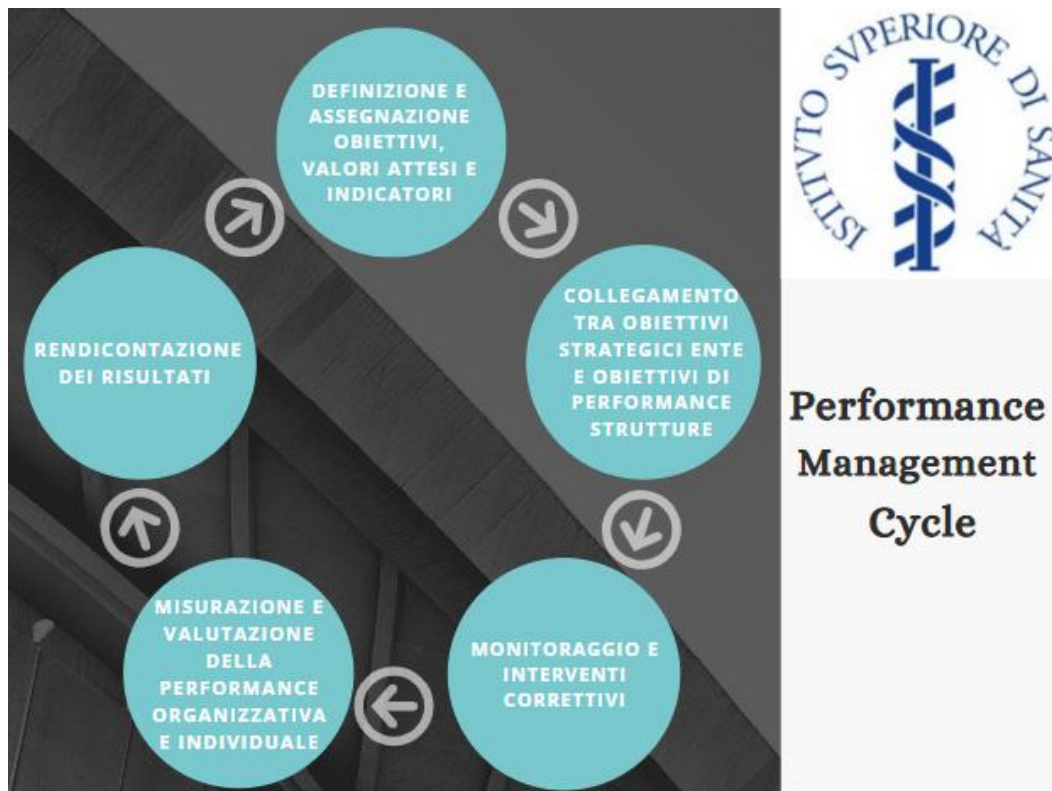 DEFINIZIONE E
ASSEGNAZIONE
OBIETTIVI,
VALORI ATTESI E
INDICATORI
COLLEGAMENTO
TRA OBIETTIVI
STRATEGICI ENTE
E OBIETTIVI DI
PERFORMANCE
STRUTTURE
MONITORAGGIO E
INTERVENTI
CORRETTIVI
MISURAZIONE E
VALUTAZIONE
DELLA
PERFORMANCE
ORGANIZZATIVA
E INDIVIDUALE
RENDICONTAZIONE
DEI RISULTATI
ISTITVTO SVPERIORE DI SANITÀ
Performance
Management
Cycle